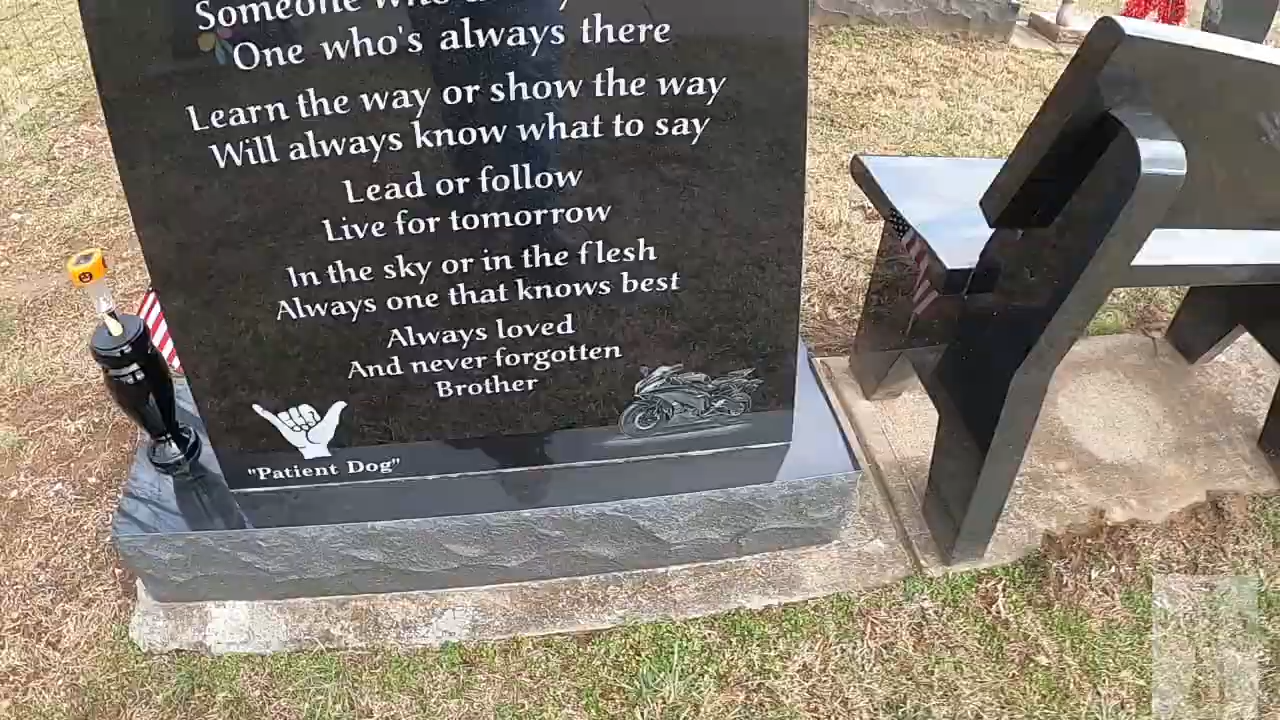 Someone who
One who's always there
Learn the way or show the way
Will always know what to say
Lead or follow
Live for tomorrow
In the sky or in the flesh
Always one that knows best
Always loved
And never forgotten
Brother
"Patient Dog"